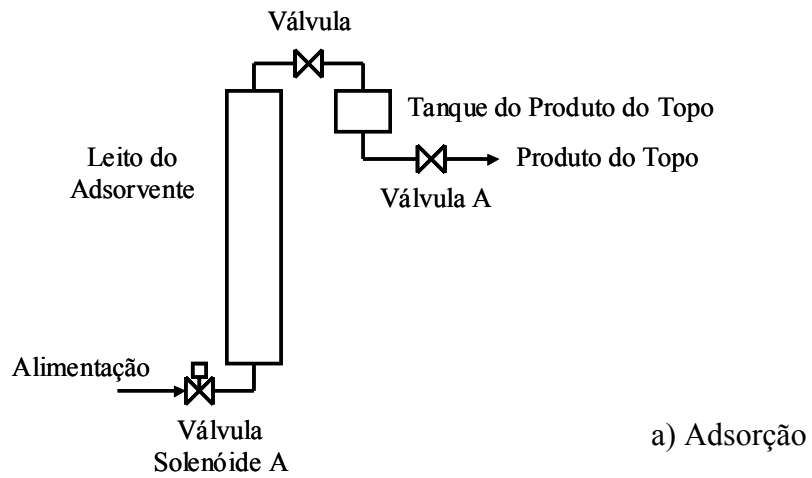 Válvula
Tanque do Produto do Topo
Leito do
Adsorvente
Produto do Topo
Válvula A
Alimentação
Válvula
Solenóide A
a) Adsorção